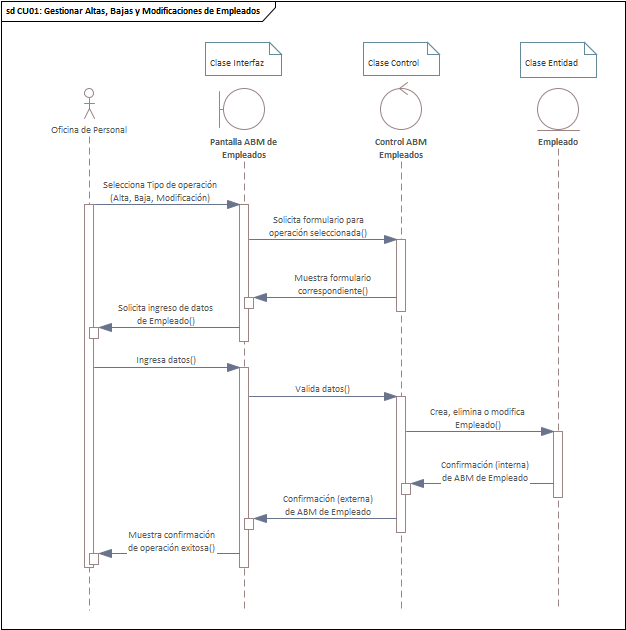 sd CU01: Gestionar Altas, Bajas y Modificaciones de Empleados
Clase Interfaz
Clase Control
Clase Entidad
Oficina de Personal
Pantalla ABM de
Empleados
Control ABM
Empleados
Empleado
Selecciona Tipo de operación
(Alta, Baja, Modificación)
Solicita formulario para
operación seleccionada()
Muestra formulario
correspondiente()
Solicita ingreso de datos
de Empleado()
Ingresa datos()
Valida datos()
Crea, elimina o modifica
Empleado()
Confirmación (interna)
de ABM de Empleado
Confirmación (externa)
de ABM de Empleado
Muestra confirmación
de operación exitosa()